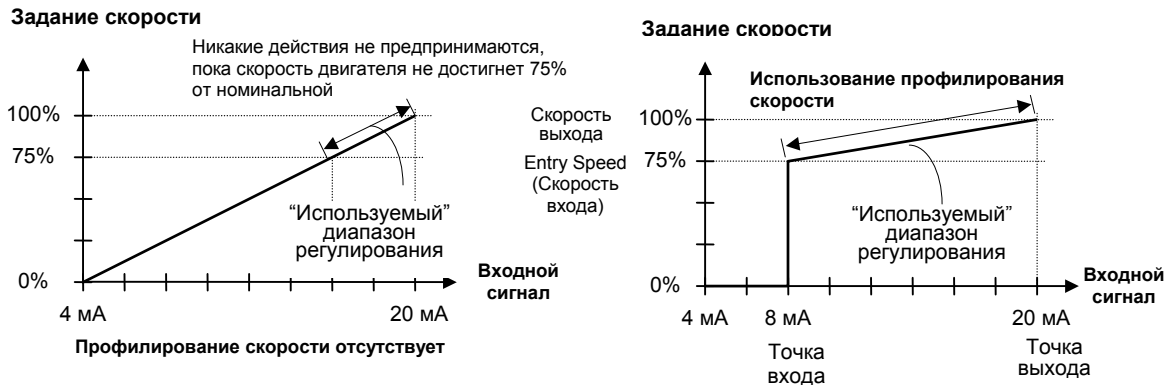 Задание скорости
Никакие действия не предпринимаются,
пока скорость двигателя не достигнет 75%
от номинальной
100%
75%
0%
“Используемый”
диапазон
регулирования
Входной
сигнал
4 мА
20 мА
Профилирование скорости отсутствует
Задание скорости
Использование профилирования
скорости
Скорость
выхода
Entry Speed
(Скорость
входа)
100%
75%
0%
“Используемый”
диапазон
регулирования
Входной
сигнал
4 мА
8 мА
20 мА
Точка
входа
Точка
выхода